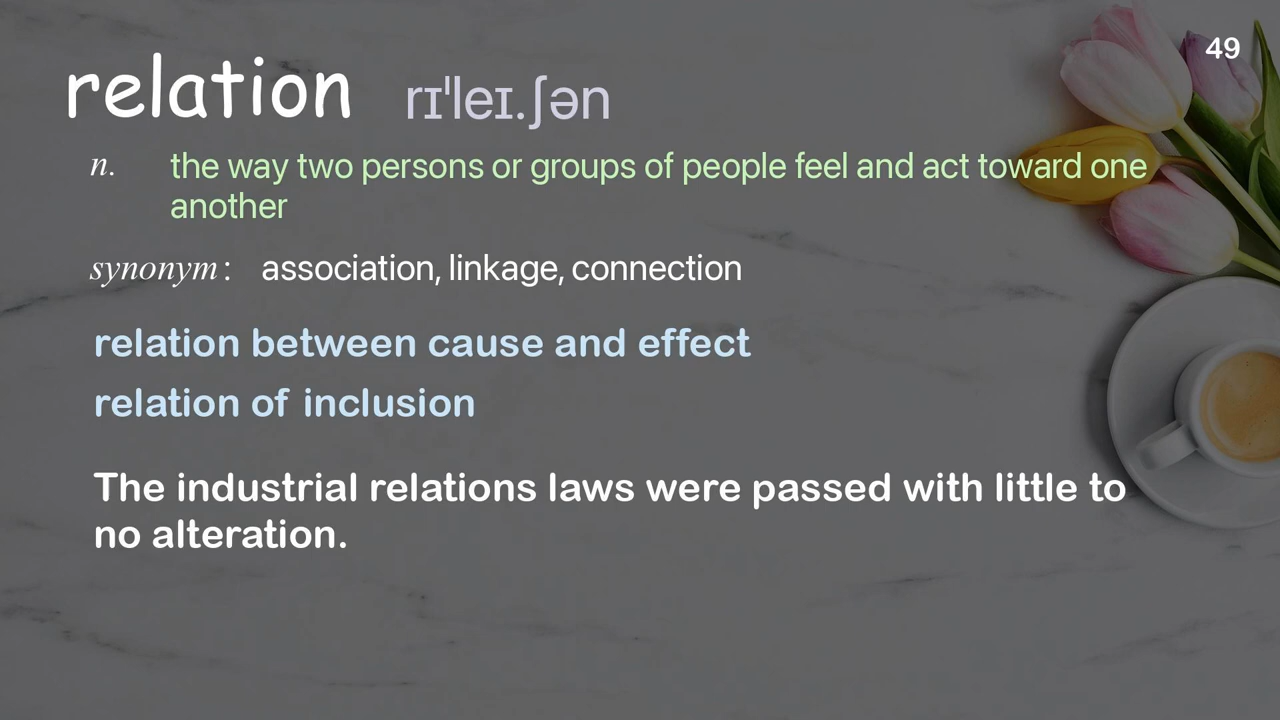 49
relation rɪˈleɪ.ʃən
n. the way two persons or groups of people feel and act toward one
another
synonym: association, linkage, connection
relation between cause and effect
relation of inclusion
The industrial relations laws were passed with little to
no alteration.